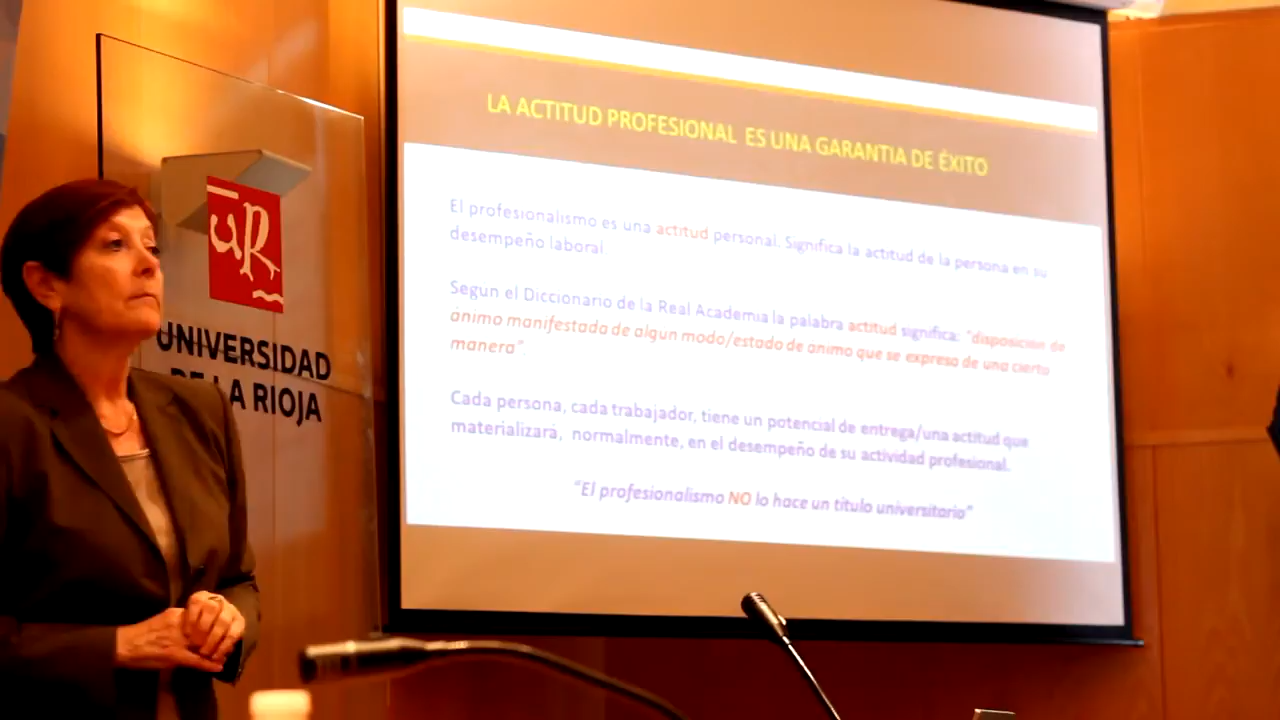 LA ACTITUD PROFESIONAL ES UNA GARANTIA DE ÉXITO
El profesionalismo es una actitud personal. Significa la actitud de la persona en su
desempeño laboral
Segun el Diccionario de la Real Academia la palabra actitud significa: "disposicion de
animo manifestada de algun modo/estado de animo que se expresa de una cierta
manera".
Cada persona, cada trabajador, tiene un potencial de entrega/una actitud que
materializara, normalmente, en el desempeño de su actividad profesional.
"El profesionalismo NO lo hace un título universitario"
UR
UNIVERSIDAD
DE LA RIOJA